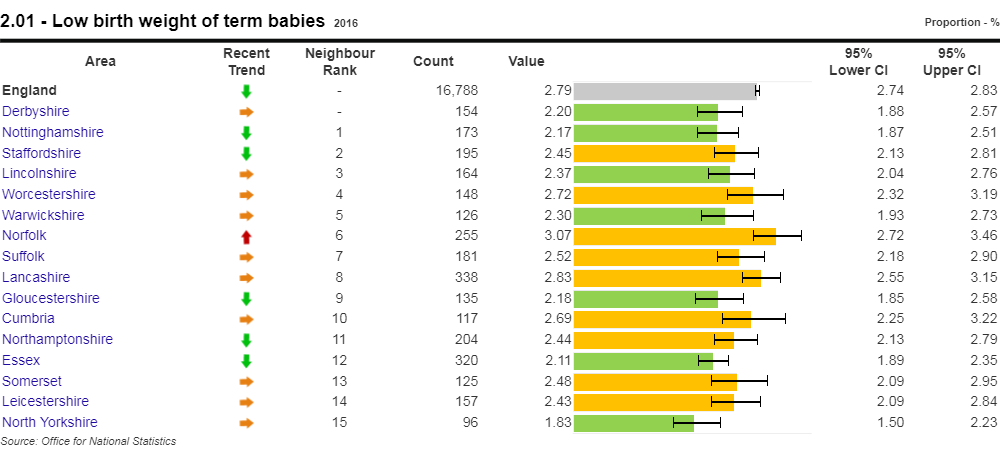 2.01 - Low birth weight of term babies 2016 Proportion - %
Area Recent Trend Neighbour Rank Count Value 95% Lower CI 95% Upper CI
England - 16,788 2.79 2.74 2.83
Derbyshire - 154 2.20 1.88 2.57
Nottinghamshire 1 173 2.17 1.87 2.51
Staffordshire 2 195 2.45 2.13 2.81
Lincolnshire 3 164 2.37 2.04 2.76
Worcestershire 4 148 2.72 2.32 3.19
Warwickshire 5 126 2.30 1.93 2.73
Norfolk 6 255 3.07 2.72 3.46
Suffolk 7 181 2.52 2.18 2.90
Lancashire 8 338 2.83 2.55 3.15
Gloucestershire 9 135 2.18 1.85 2.58
Cumbria 10 117 2.69 2.25 3.22
Northamptonshire 11 204 2.44 2.13 2.79
Essex 12 320 2.11 1.89 2.35
Somerset 13 125 2.48 2.09 2.95
Leicestershire 14 157 2.43 2.09 2.84
North Yorkshire 15 96 1.83 1.50 2.23
Source: Office for National Statistics